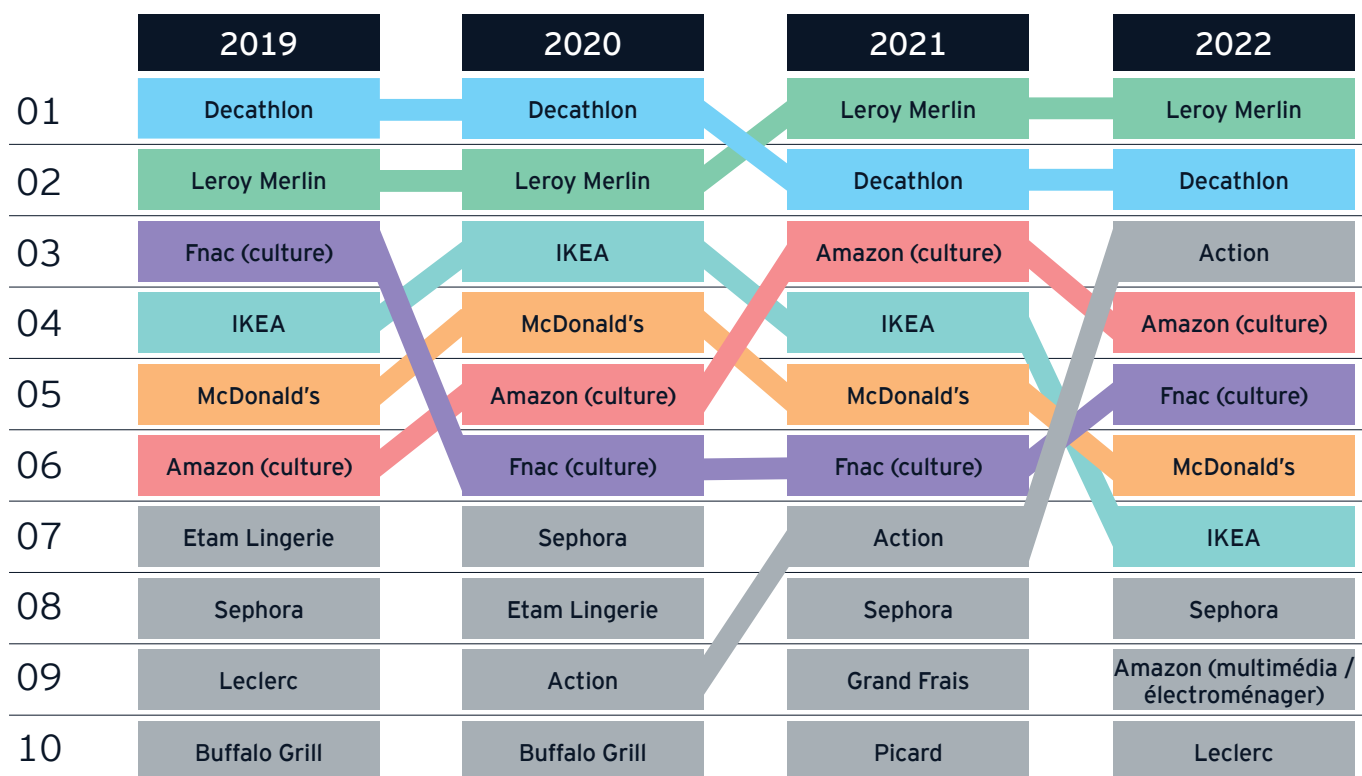 2019 2020 2021 2022
01 Decathlon Decathlon Leroy Merlin Leroy Merlin
02 Leroy Merlin Leroy Merlin Decathlon Decathlon
03 Fnac (culture) IKEA Amazon (culture) Action
04 IKEA McDonald's IKEA Amazon (culture)
05 McDonald's Amazon (culture) McDonald's Fnac (culture)
06 Amazon (culture) Fnac (culture) Fnac (culture) McDonald's
07 Etam Lingerie Sephora Action IKEA
08 Sephora Etam Lingerie Sephora Sephora
09 Leclerc Action Grand Frais Amazon (multimédia /
électroménager)
10 Buffalo Grill Buffalo Grill Picard Leclerc